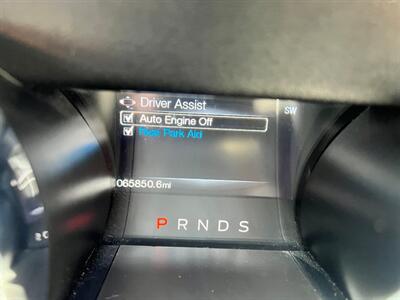 Driver Assist
SW
Auto Engine Off
Rear Park Aid
065850.6mi
P R N D S